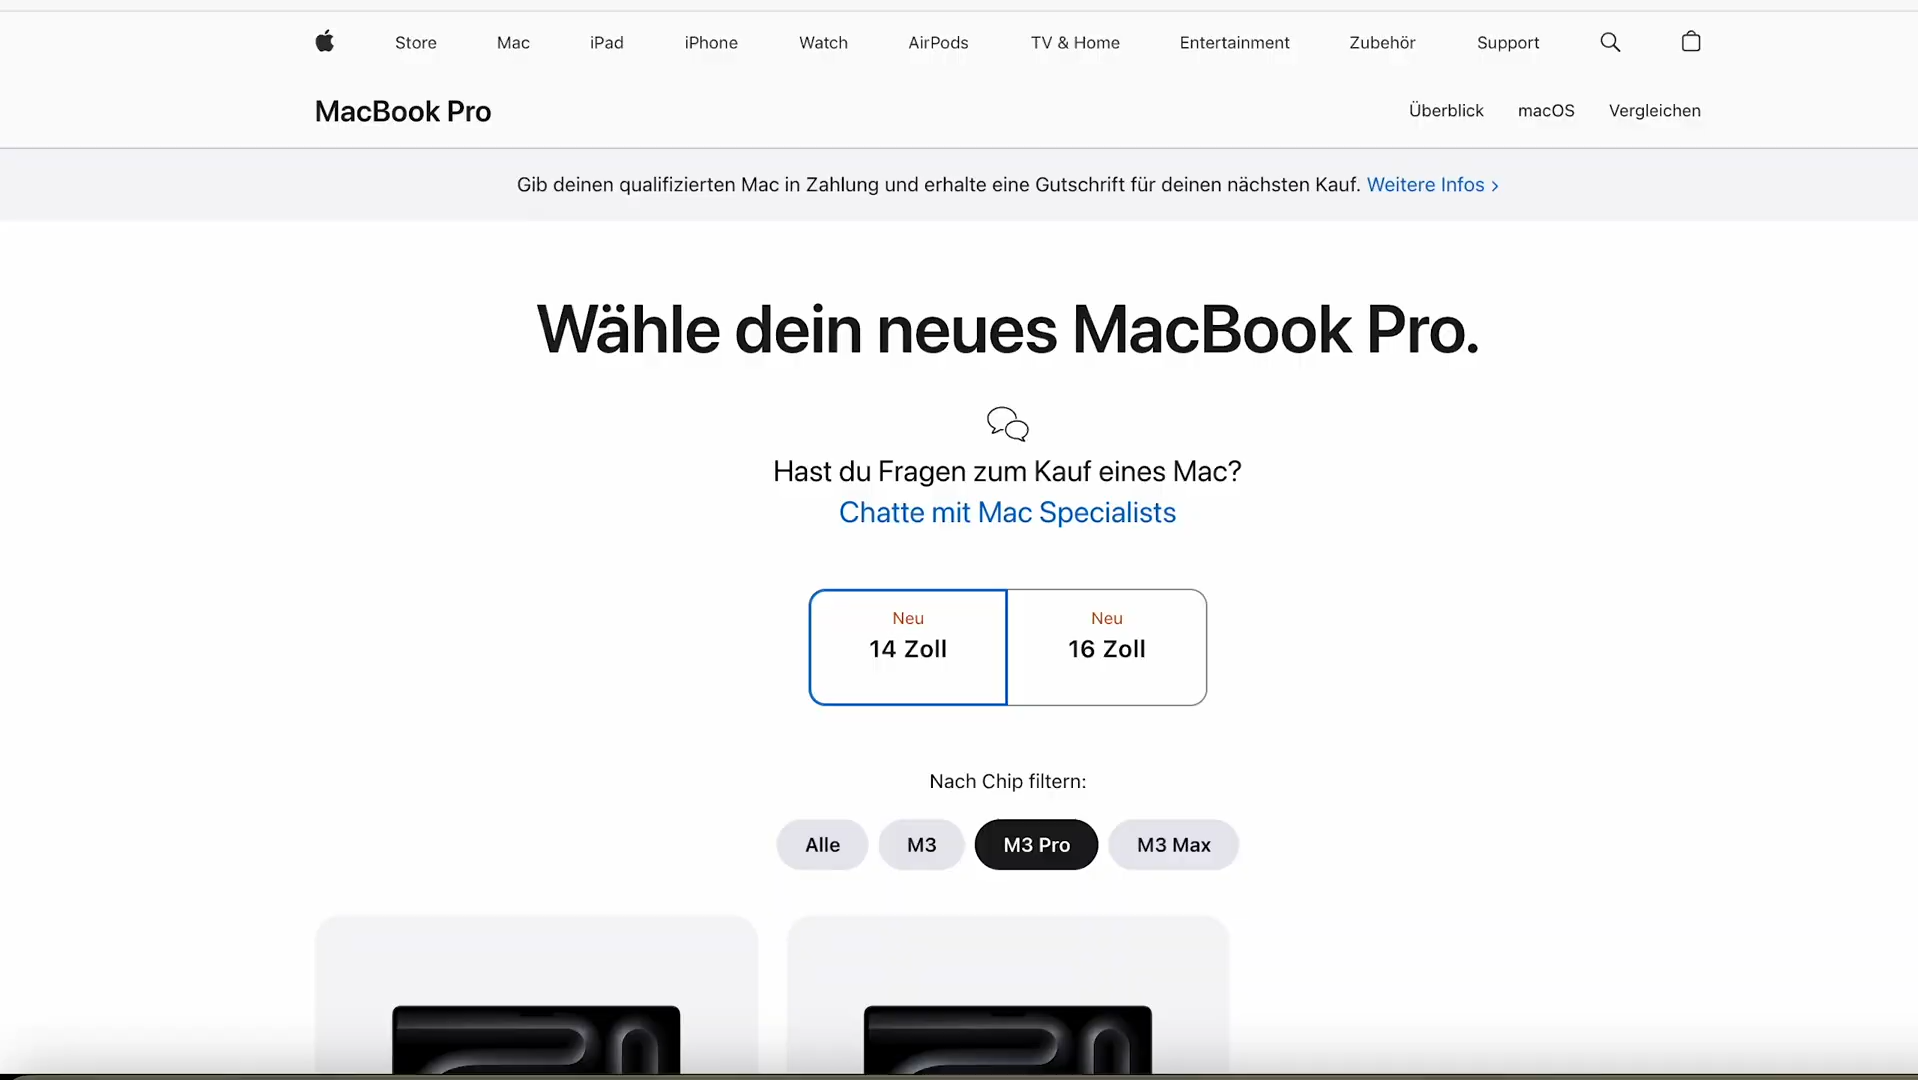 Store Mac iPad iPhone Watch AirPods TV & Home Entertainment Zubehör Support
MacBook Pro
Überblick macOS Vergleichen
Gib deinen qualifizierten Mac in Zahlung und erhalte eine Gutschrift für deinen nächsten Kauf. Weitere Infos >
Wähle dein neues MacBook Pro.
Hast du Fragen zum Kauf eines Mac?
Chatte mit Mac Specialists
Neu
14 Zoll
Neu
16 Zoll
Nach Chip filtern:
Alle M3 M3 Pro M3 Max